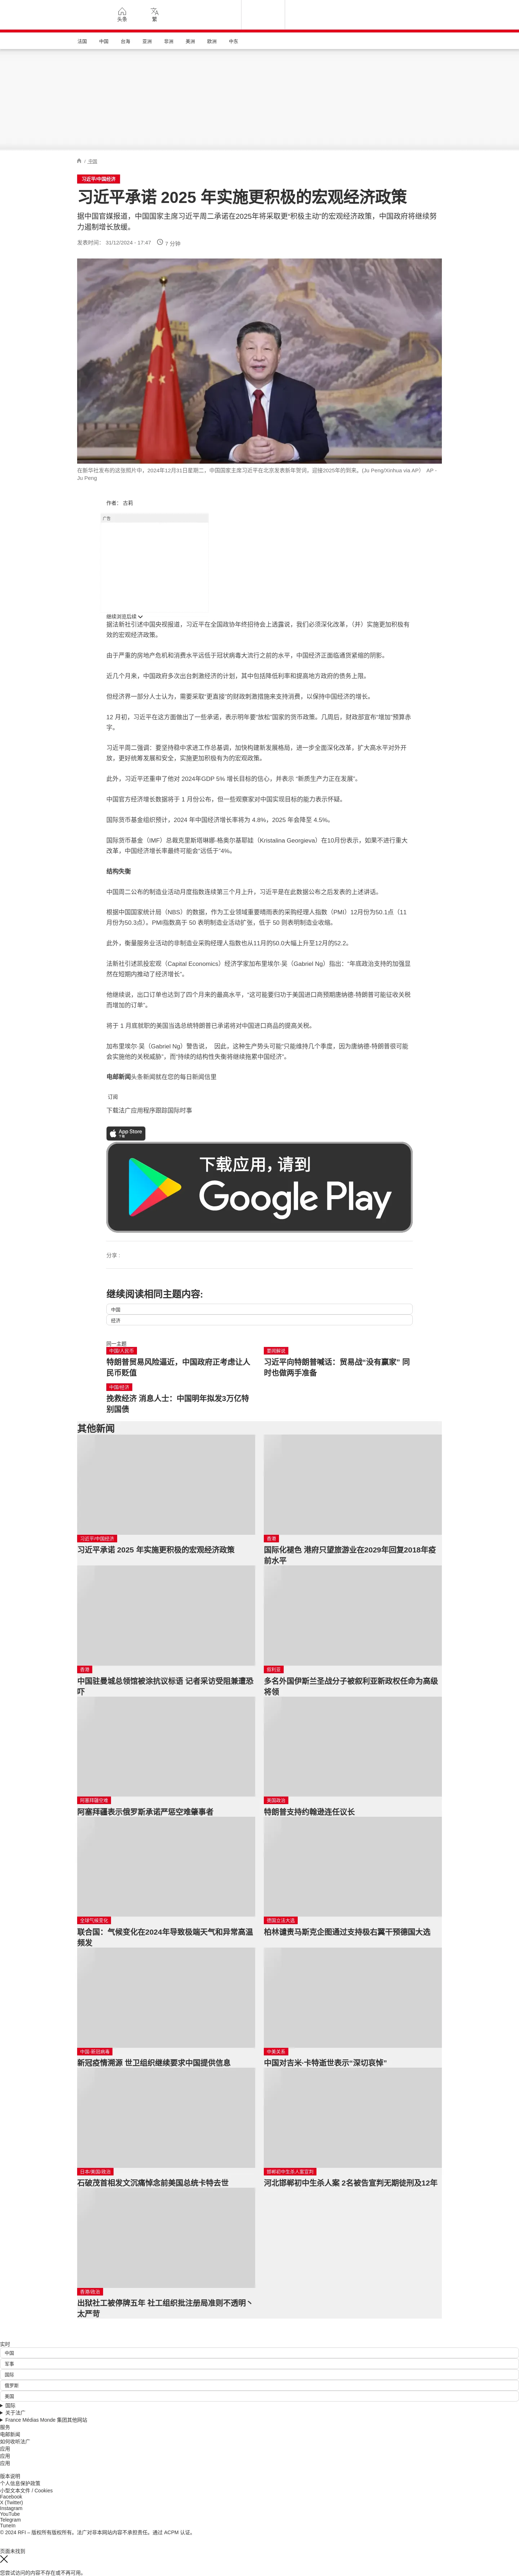 头条
繁
法国 中国 台海 亚洲 非洲 美洲 欧洲 中东
/ 中國
习近平/中国经济
习近平承诺 2025 年实施更积极的宏观经济政策
据中国官媒报道，中国国家主席习近平周二承诺在2025年将采取更“积极主动”的宏观经济政策，中国政府将继续努
力遏制增长放缓。
发表时间： 31/12/2024 - 17:47 7 分钟
在新华社发布的这张照片中，2024年12月31日星期二，中国国家主席习近平在北京发表新年贺词，迎接2025年的到来。(Ju Peng/Xinhua via AP） AP -
Ju Peng
作者： 古莉
广告
继续浏览后续
据法新社引述中国央视报道，习近平在全国政协年终招待会上透露说，我们必须深化改革，（并）实施更加积极有
效的宏观经济政策。
由于严重的房地产危机和消费水平远低于冠状病毒大流行之前的水平，中国经济正面临通货紧缩的阴影。
近几个月来，中国政府多次出台刺激经济的计划，其中包括降低利率和提高地方政府的债务上限。
但经济界一部分人认为，需要采取“更直接”的财政刺激措施来支持消费，以保持中国经济的增长。
12 月初，习近平在这方面做出了一些承诺，表示明年要“放松”国家的货币政策。几周后，财政部宣布“增加”预算赤
字。
习近平周二强调：要坚持稳中求进工作总基调，加快构建新发展格局，进一步全面深化改革，扩大高水平对外开
放，更好统筹发展和安全，实施更加积极有为的宏观政策。
此外，习近平还重申了他对 2024年GDP 5% 增长目标的信心，并表示 “新质生产力正在发展”。
中国官方经济增长数据将于 1 月份公布，但一些观察家对中国实现目标的能力表示怀疑。
国际货币基金组织预计，2024 年中国经济增长率将为 4.8%，2025 年会降至 4.5%。
国际货币基金（IMF）总裁克里斯塔琳娜-格奥尔基耶娃（Kristalina Georgieva）在10月份表示，如果不进行重大
改革，中国经济增长率最终可能会“远低于”4%。
结构失衡
中国周二公布的制造业活动月度指数连续第三个月上升，习近平是在此数据公布之后发表的上述讲话。
根据中国国家统计局（NBS）的数据，作为工业领域重要晴雨表的采购经理人指数（PMI）12月份为50.1点（11
月份为50.3点）。PMI指数高于 50 表明制造业活动扩张，低于 50 则表明制造业收缩。
此外，衡量服务业活动的非制造业采购经理人指数也从11月的50.0大幅上升至12月的52.2。
法新社引述凯投宏观（Capital Economics）经济学家加布里埃尔·吴（Gabriel Ng）指出：“年底政治支持的加强显
然在短期内推动了经济增长”。
他继续说，出口订单也达到了四个月来的最高水平，“这可能要归功于美国进口商预期唐纳德-特朗普可能征收关税
而增加的订单”。
将于 1 月底就职的美国当选总统特朗普已承诺将对中国进口商品的提高关税。
加布里埃尔·吴（Gabriel Ng）警告说， 因此，这种生产势头可能“只能维持几个季度，因为唐纳德·特朗普很可能
会实施他的关税威胁”，而“持续的结构性失衡将继续拖累中国经济”。
电邮新闻头条新闻就在您的每日新闻信里
订阅
下载法广应用程序跟踪国际时事
App Store
下载
下载应用，请到
Google Play
分享 :
继续阅读相同主题内容:
中国
经济
同一主题
中国/人民币
特朗普贸易风险逼近，中国政府正考虑让人
民币贬值
要闻解说
习近平向特朗普喊话：贸易战“没有赢家” 同
时也做两手准备
中国/经济
挽救经济 消息人士：中国明年拟发3万亿特
别国债
其他新闻
习近平/中国经济
习近平承诺 2025 年实施更积极的宏观经济政策
香港
国际化褪色 港府只望旅游业在2029年回复2018年疫
前水平
香港
中国驻曼城总领馆被涂抗议标语 记者采访受阻兼遭恐
吓
叙利亚
多名外国伊斯兰圣战分子被叙利亚新政权任命为高级
将领
阿塞拜疆空难
阿塞拜疆表示俄罗斯承诺严惩空难肇事者
美国政治
特朗普支持约翰逊连任议长
全球气候变化
联合国：气候变化在2024年导致极端天气和异常高温
频发
德国立法大选
柏林谴责马斯克企图通过支持极右翼干预德国大选
中国·新冠病毒
新冠疫情溯源 世卫组织继续要求中国提供信息
中美关系
中国对吉米·卡特逝世表示“深切哀悼”
日本/美国/政治
石破茂首相发文沉痛悼念前美国总统卡特去世
邯郸初中生杀人案宣判
河北邯郸初中生杀人案 2名被告宣判无期徒刑及12年
香港/政治
出狱社工被停牌五年 社工组织批注册局准则不透明丶
太严苛
实时
中国
军事
国际
俄罗斯
美国
国际
关于法广
France Médias Monde 集团其他网站
服务
电邮新闻
如何收听法广
应用
应用
应用
版本说明
个人信息保护政策
小型文本文件 / Cookies
Facebook
X (Twitter)
Instagram
YouTube
Telegram
TuneIn
© 2024 RFI – 版权所有版权所有。法广对非本网站内容不承担责任。通过 ACPM 认证。
页面未找到
您尝试访问的内容不存在或不再可用。